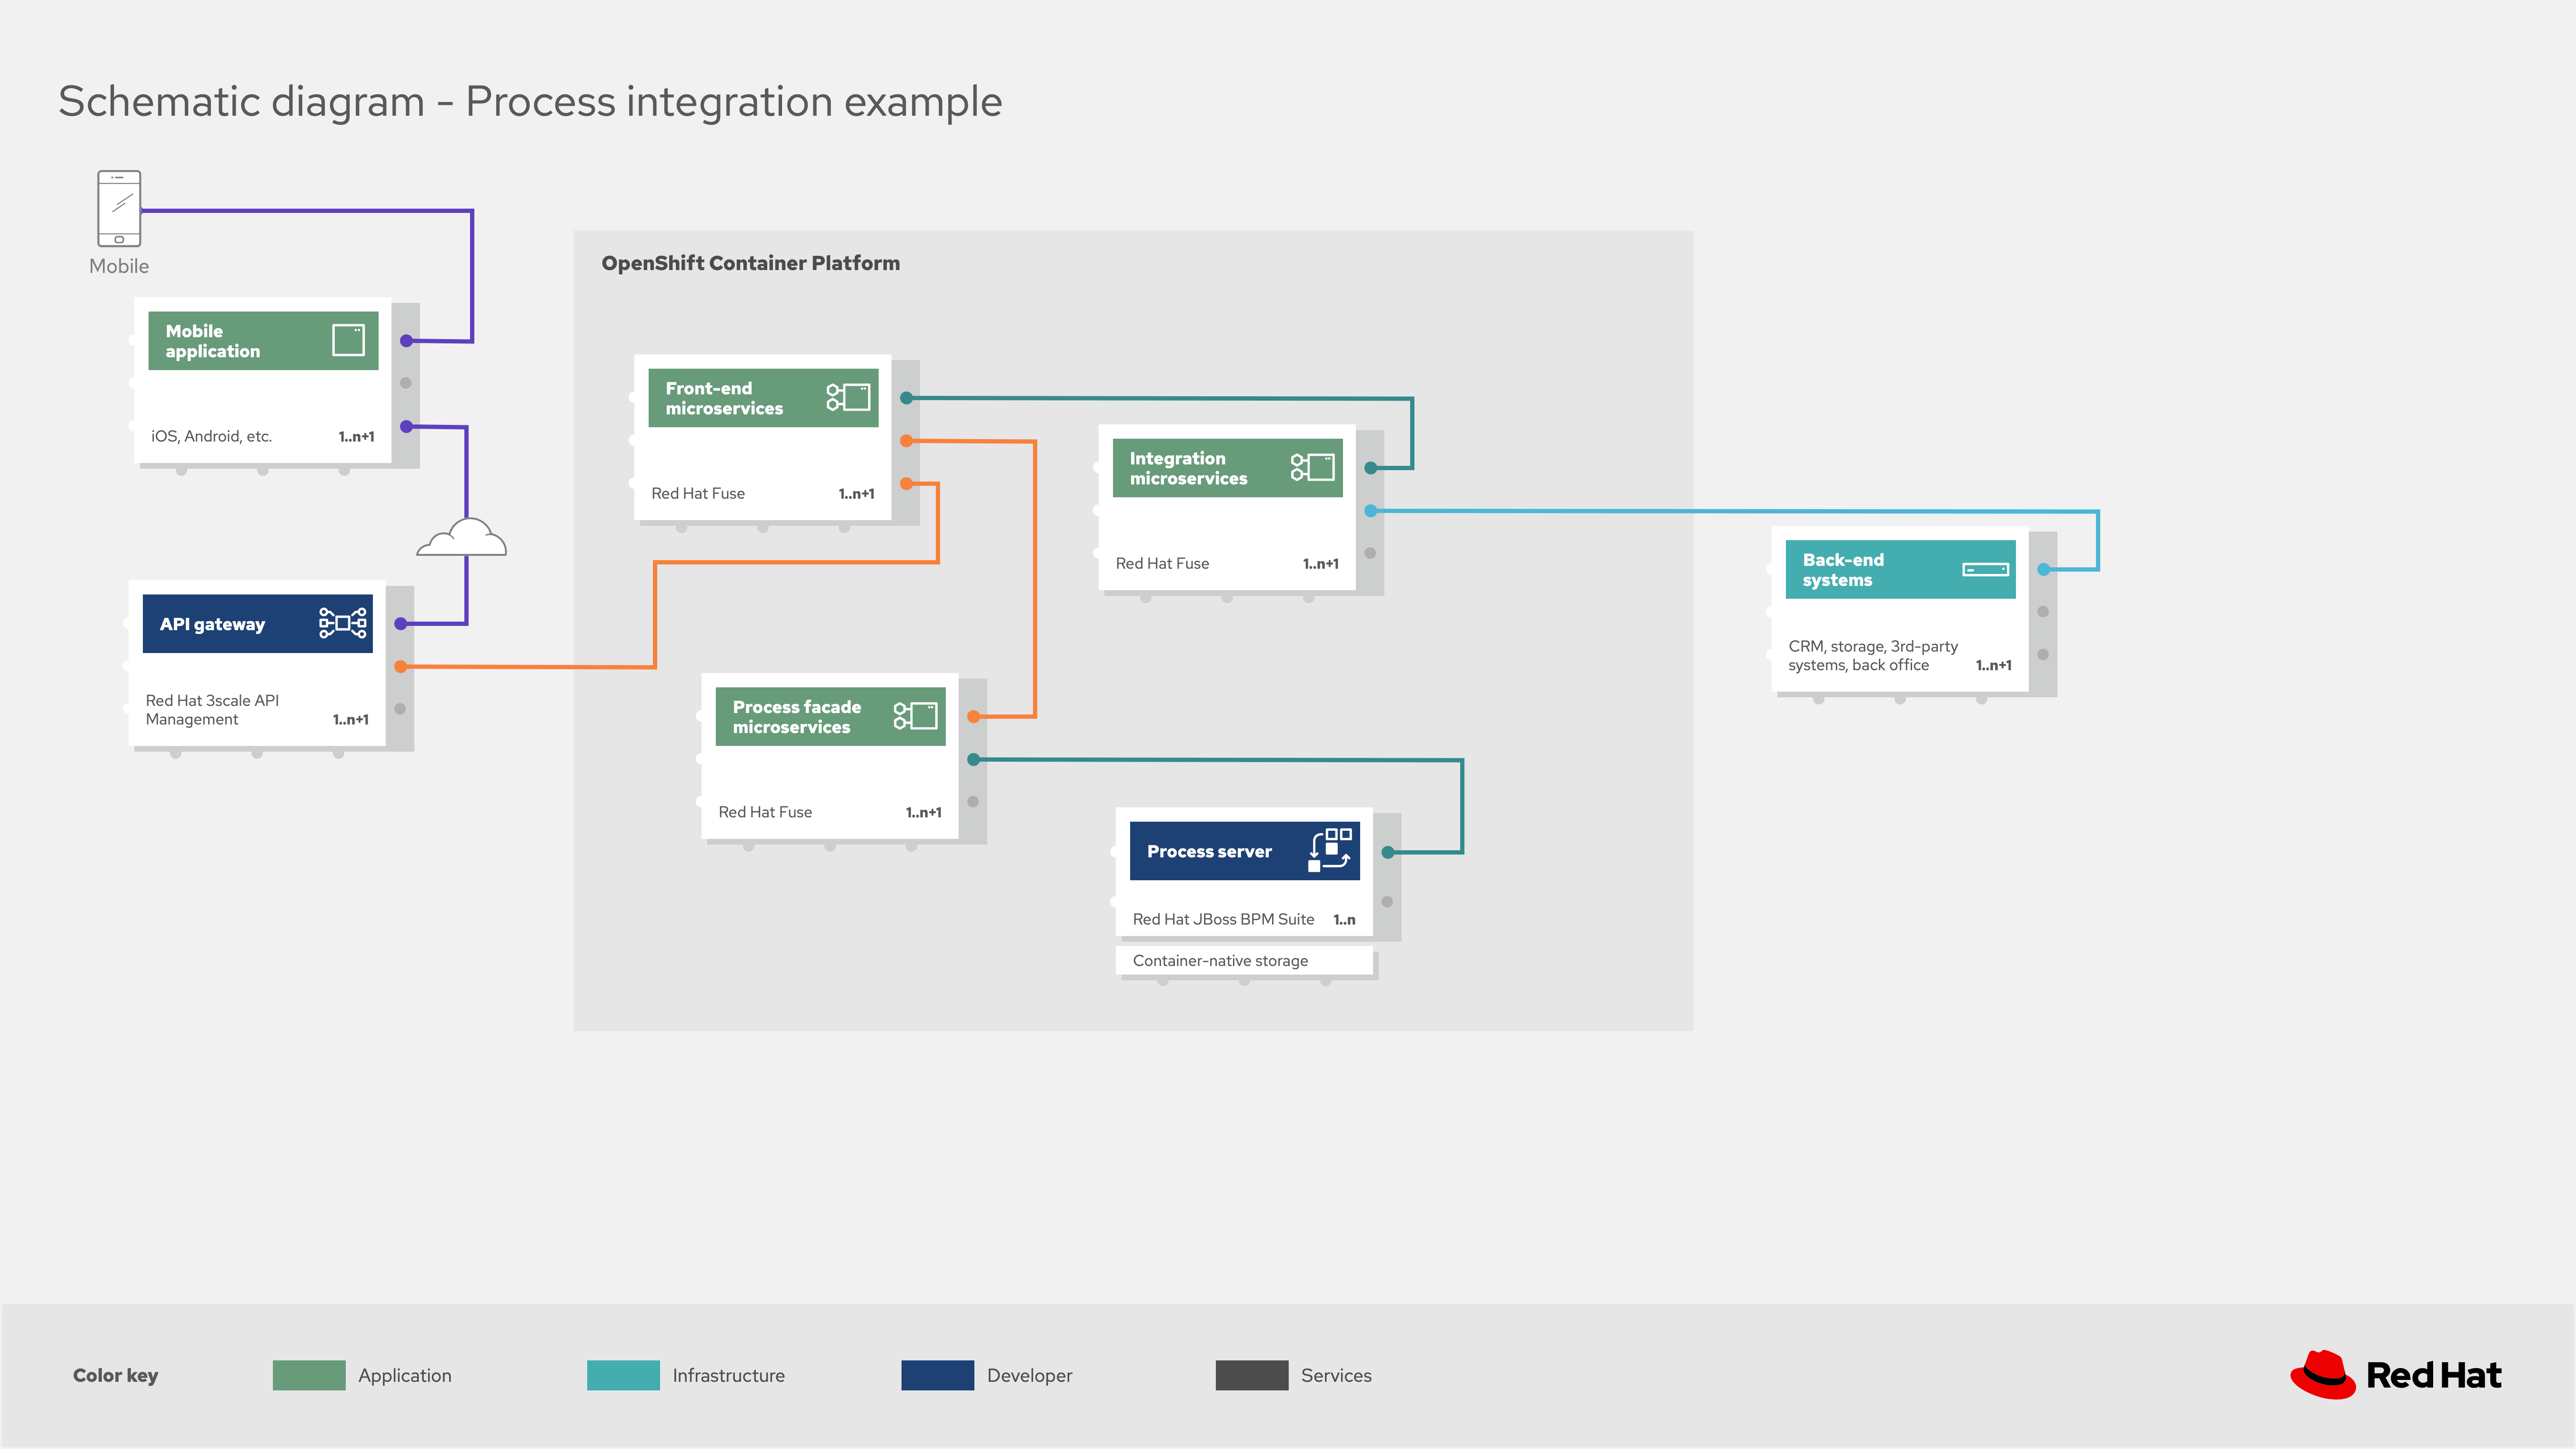 Schematic diagram - Process integration example
Mobile
Mobile
application
iOS, Android, etc.
1..n+1
API gateway
Red Hat 3scale API
Management
1..n+1
OpenShift Container Platform
Front-end
microservices
Red Hat Fuse
1..n+1
Integration
microservices
Red Hat Fuse
1..n+1
Process facade
microservices
Red Hat Fuse
1..n+1
Process server
Red Hat JBoss BPM Suite
1..n
Container-native storage
Back-end
systems
CRM, storage, 3rd-party
systems, back office
1..n+1
Color key
Application
Infrastructure
Developer
Services
Red Hat